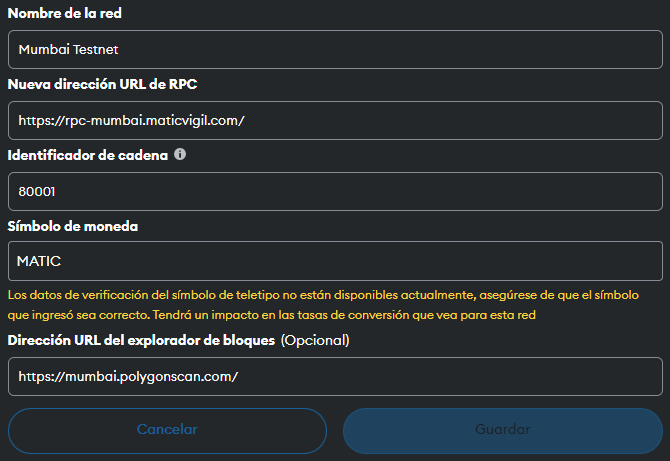 Nombre de la red
Mumbai Testnet
Nueva dirección URL de RPC
https://rpc-mumbai.maticvigil.com/
Identificador de cadena
80001
Símbolo de moneda
MATIC
Los datos de verificación del símbolo de teletipo no están disponibles actualmente, asegúrese de que el símbolo
que ingresó sea correcto. Tendrá un impacto en las tasas de conversión que vea para esta red
Dirección URL del explorador de bloques (Opcional)
https://mumbai.polygonscan.com/
Cancelar Guardar